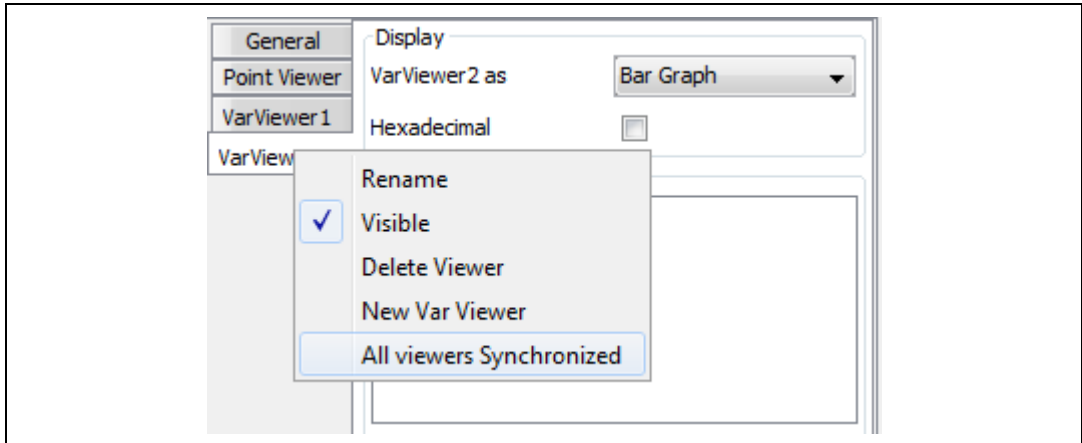 General
Point Viewer
VarViewer1
VarView
Display
VarViewer2 as
Bar Graph
Hexadecimal
Rename
Visible
Delete Viewer
New Var Viewer
All viewers Synchronized